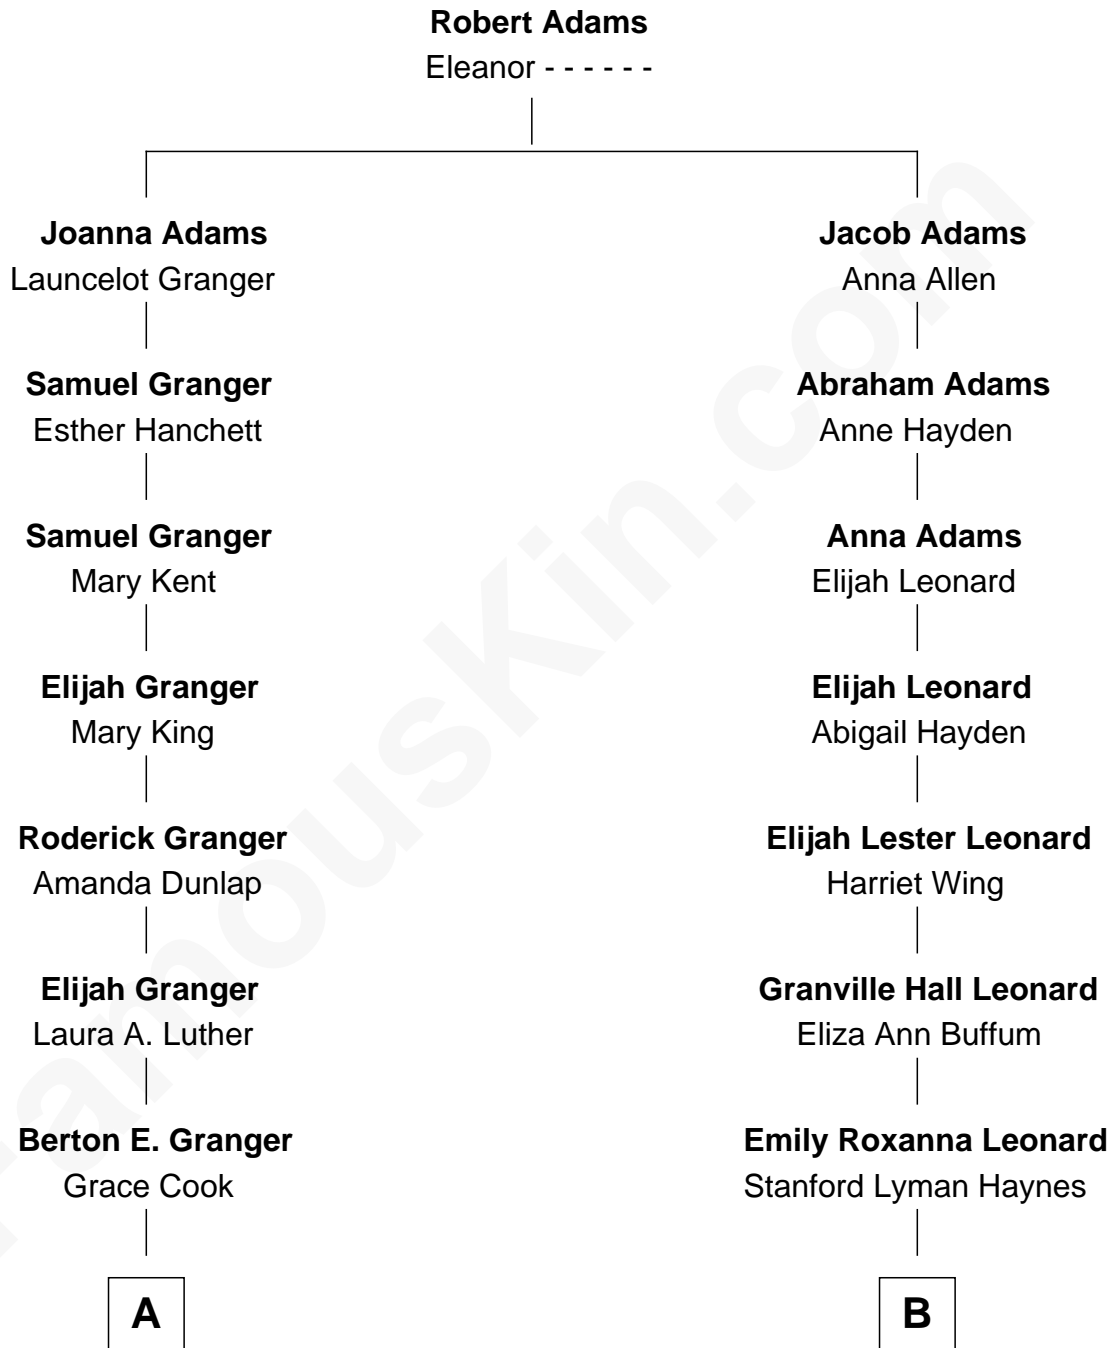 Robert Adams
Eleanor - - - - - -
Joanna Adams
Launcelot Granger
Jacob Adams
Anna Allen
Samuel Granger
Esther Hanchett
Abraham Adams
Anne Hayden
Samuel Granger
Mary Kent
Anna Adams
Elijah Leonard
Elijah Granger
Mary King
Elijah Leonard
Abigail Hayden
Roderick Granger
Amanda Dunlap
Elijah Lester Leonard
Harriet Wing
Elijah Granger
Laura A. Luther
Granville Hall Leonard
Eliza Ann Buffum
Berton E. Granger
Grace Cook
Emily Roxanna Leonard
Stanford Lyman Haynes
A
B
FamousKin.com